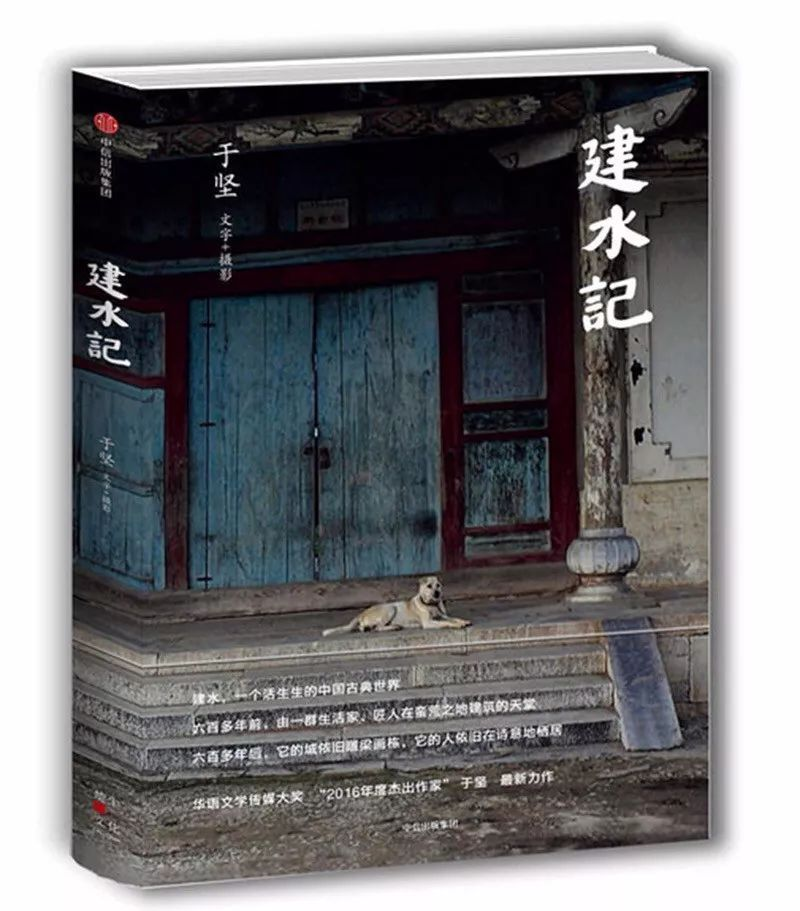 建水記
于坚
文字+摄影
建水，一个活生生的中国古典世界
六百多年前，由一群生活家、匠人在蛮荒之地建筑的天堂
六百多年后，它的城依旧雕梁画栋，它的人依旧在诗意地栖居
华语文学传媒大奖 “2016年度杰出作家” 于坚 最新力作
中信出版集团
中信出版集团
建水記
于坚 文字+摄影
文化